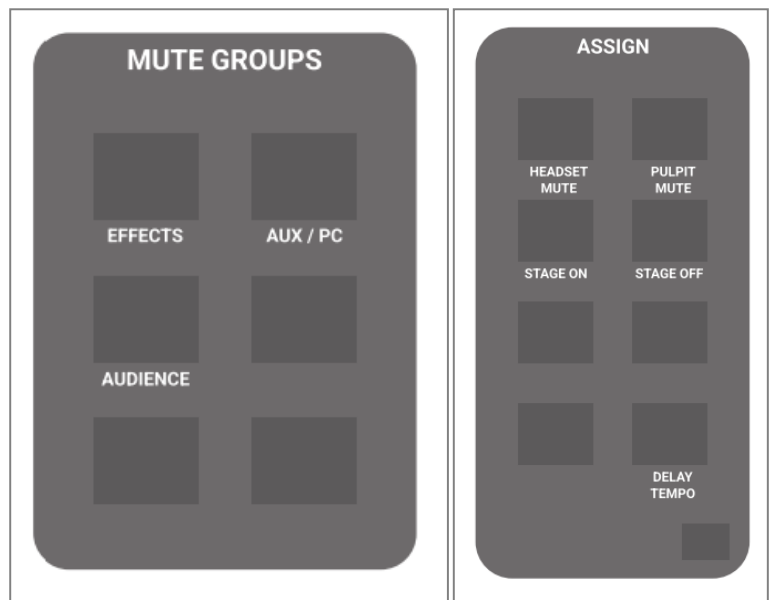 MUTE GROUPS
EFFECTS
AUX / PC
AUDIENCE
ASSIGN
HEADSET
MUTE
PULPIT
MUTE
STAGE ON
STAGE OFF
DELAY
TEMPO